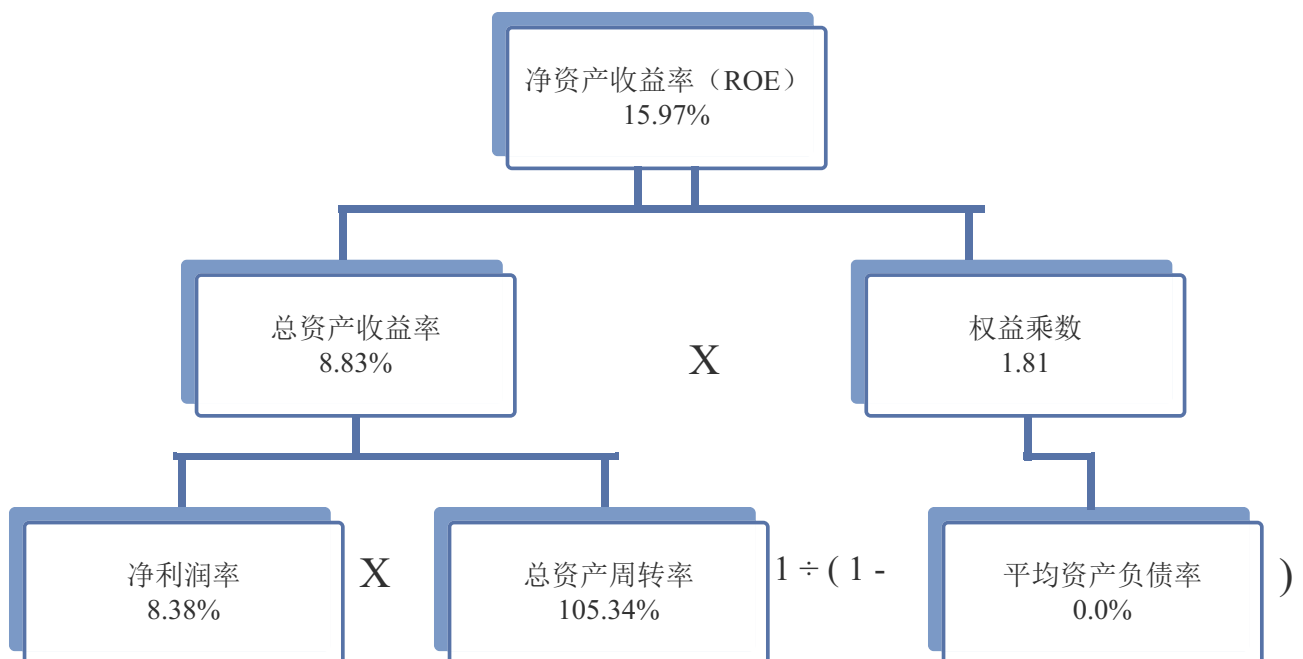 净资产收益率（ROE）
15.97%
总资产收益率
8.83%
X
权益乘数
1.81
净利润率
8.38%
X
总资产周转率
105.34%
1 ÷ ( 1 -
平均资产负债率
0.0%
)